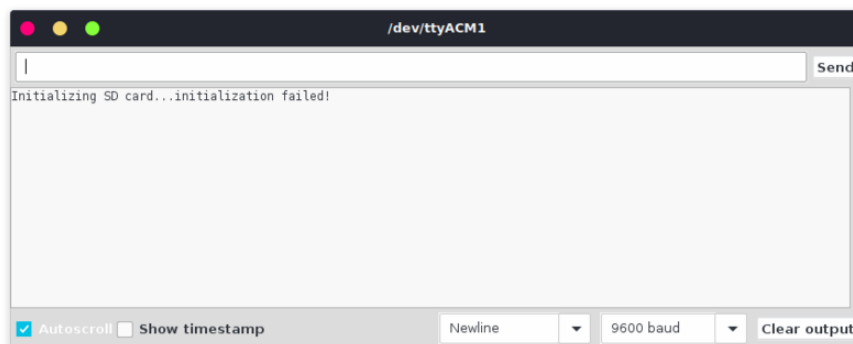 /dev/ttyACM1
Send
Initializing SD card...initialization failed!
Autoscroll Show timestamp Newline 9600 baud Clear output